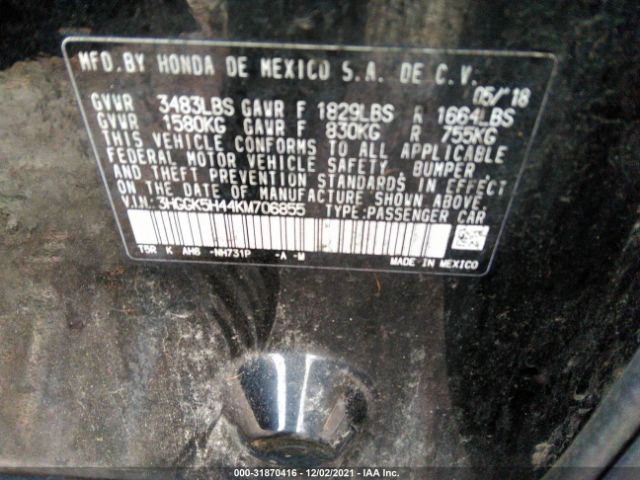 MFD. BY HONDA DE MEXICO S.A. DE C.V.
05/'18
GVWR 3483LBS GAWR F 1829LBS R 1664LBS
GVWR 1580KG GAWR F 830KG R 755KG
THIS VEHICLE CONFORMS TO ALL APPLICABLE
FEDERAL MOTOR VEHICLE SAFETY, BUMPER,
AND THEFT PREVENTION STANDARDS IN EFFECT
ON THE DATE OF MANUFACTURE SHOWN ABOVE.
V.I.N: 3HGGK5H44KM706855 TYPE:PASSENGER CAR
K AHB -NH731P -A -M
MADE IN MEXICO
000-31870416 - 12/02/2021 - IAA Inc.